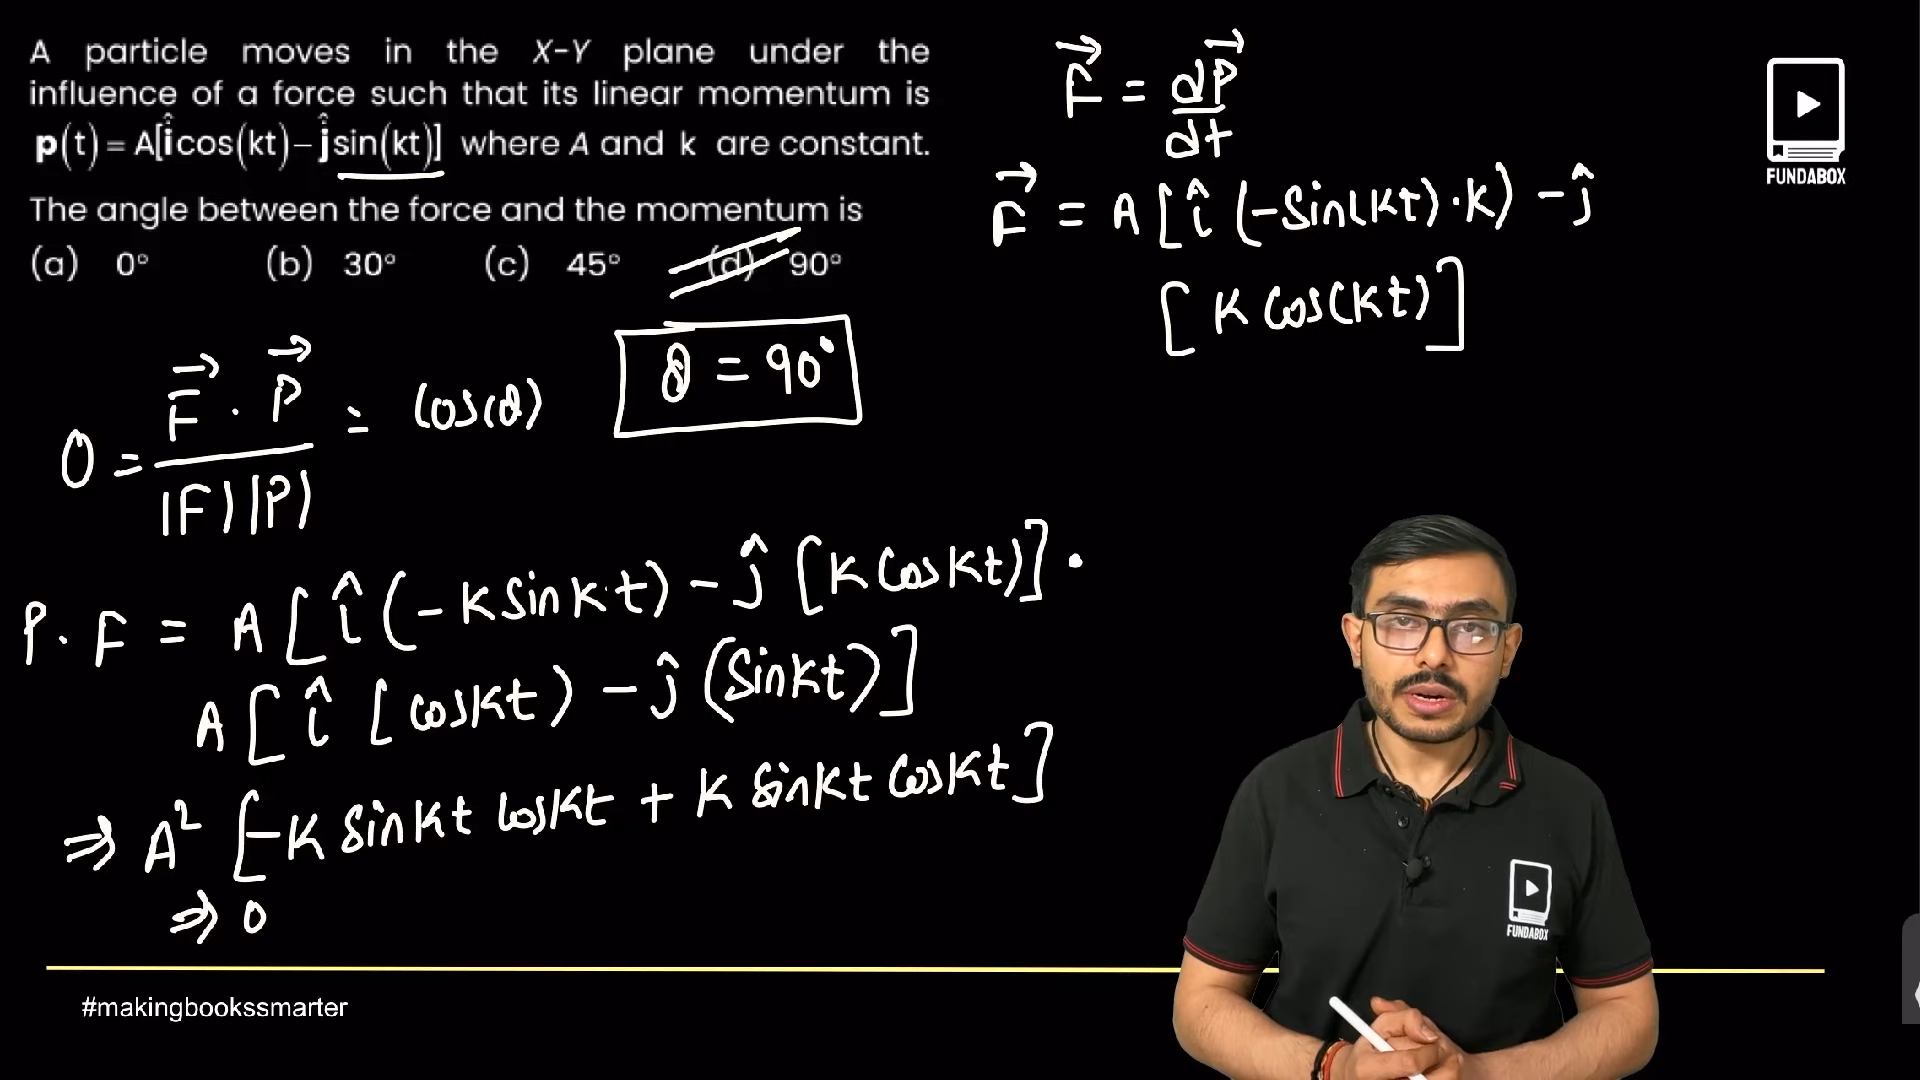 A particle moves in the X-Y plane under the
influence of a force such that its linear momentum is
p(t) = A[îcos(kt) – ĵsin(kt)] where A and k are constant.
The angle between the force and the momentum is
(a) 0° (b) 30° (c) 45° (d) 90°
θ = 90°
0 = F⃗ . P⃗ / |F| |P| = cos(θ)
P . F = A [ î (- K sin K t) - ĵ [K cos Kt)] .
A [ î [ cos Kt ) - ĵ (sin Kt) ]
⇒ A² [-K sin Kt cos Kt + K sin Kt cos Kt ]
⇒ 0
F⃗ = dP⃗ / dt
F⃗ = A [ î (-sin(Kt) . K) - ĵ
[ K cos(Kt) ]
FUNDABOX
FUNDABOX
#makingbookssmarter